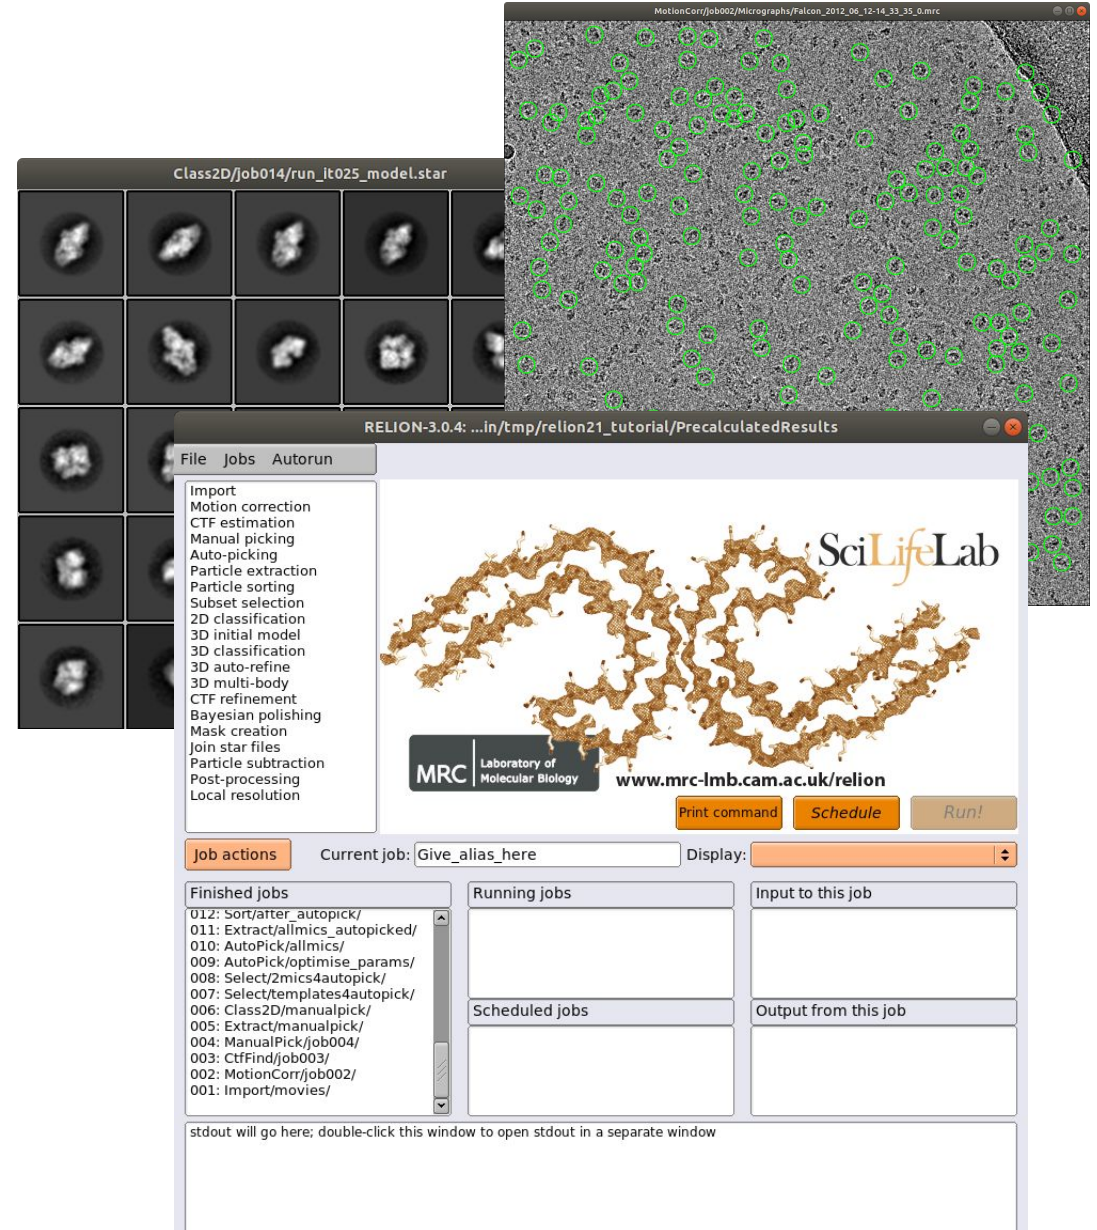 MotionCorr/job002/Micrographs/Falcon_2012_06_12-14_33_35_0.mrc
Class2D/job014/run_it025_model.star
RELION-3.0.4: ...in/tmp/relion21_tutorial/PrecalculatedResults
File Jobs Autorun
Import
Motion correction
CTF estimation
Manual picking
Auto-picking
Particle extraction
Particle sorting
Subset selection
2D classification
3D initial model
3D classification
3D auto-refine
3D multi-body
CTF refinement
Bayesian polishing
Mask creation
Join star files
Particle subtraction
Post-processing
Local resolution
SciLifeLab
MRC
Laboratory of
Molecular Biology
www.mrc-lmb.cam.ac.uk/relion
Print command Schedule Run!
Job actions Current job: Give_alias_here Display:
Finished jobs
012: Sort/after_autopick/
011: Extract/allmics_autopicked/
010: AutoPick/allmics/
009: AutoPick/optimise_params/
008: Select/2mics4autopick/
007: Select/templates4autopick/
006: Class2D/manualpick/
005: Extract/manualpick/
004: ManualPick/job004/
003: CtfFind/job003/
002: MotionCorr/job002/
001: Import/movies/
Running jobs
Scheduled jobs
Input to this job
Output from this job
stdout will go here; double-click this window to open stdout in a separate window